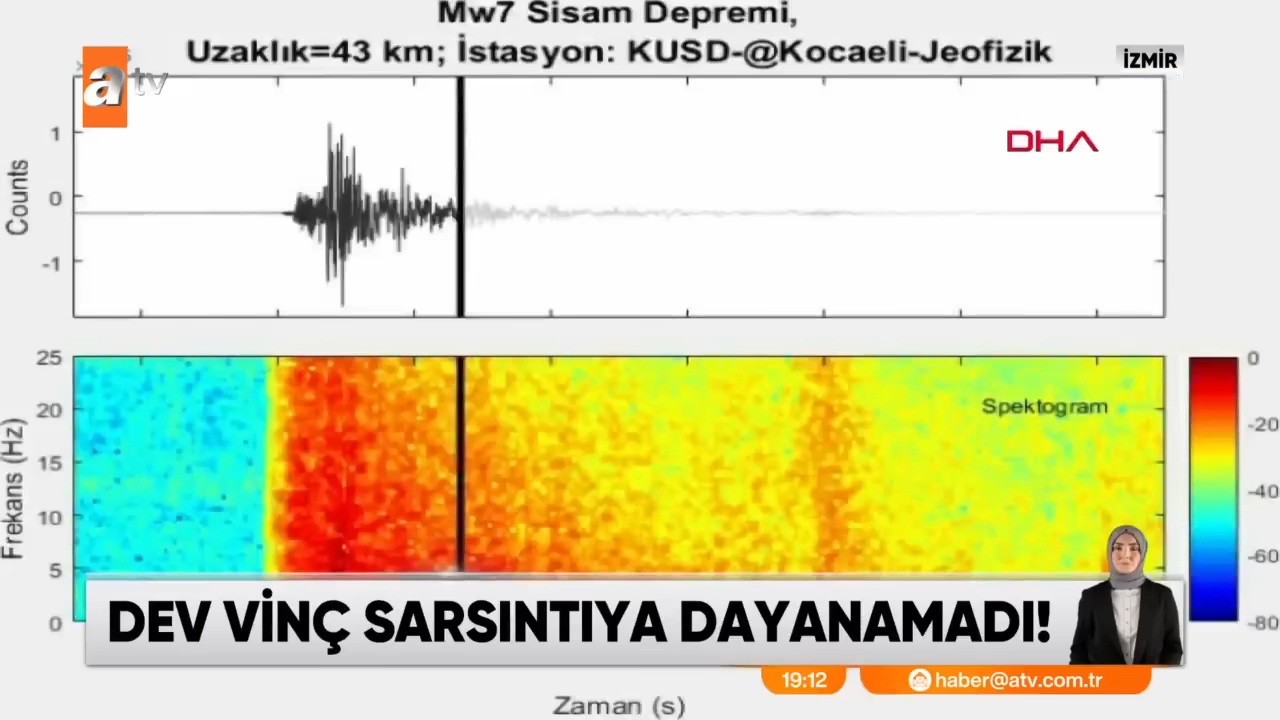 Mw7 Sisam Depremi,
Uzaklık=43 km; İstasyon: KUSD-@Kocaeli-Jeofizik
İZMİR
atv
DHA
Counts
1
0
-1
25
20
15
10
5
0
Frekans (Hz)
Spektogram
0
-20
-40
-60
-80
DEV VİNÇ SARSINTIYA DAYANAMADI!
19:12
haber@atv.com.tr
Zaman (s)